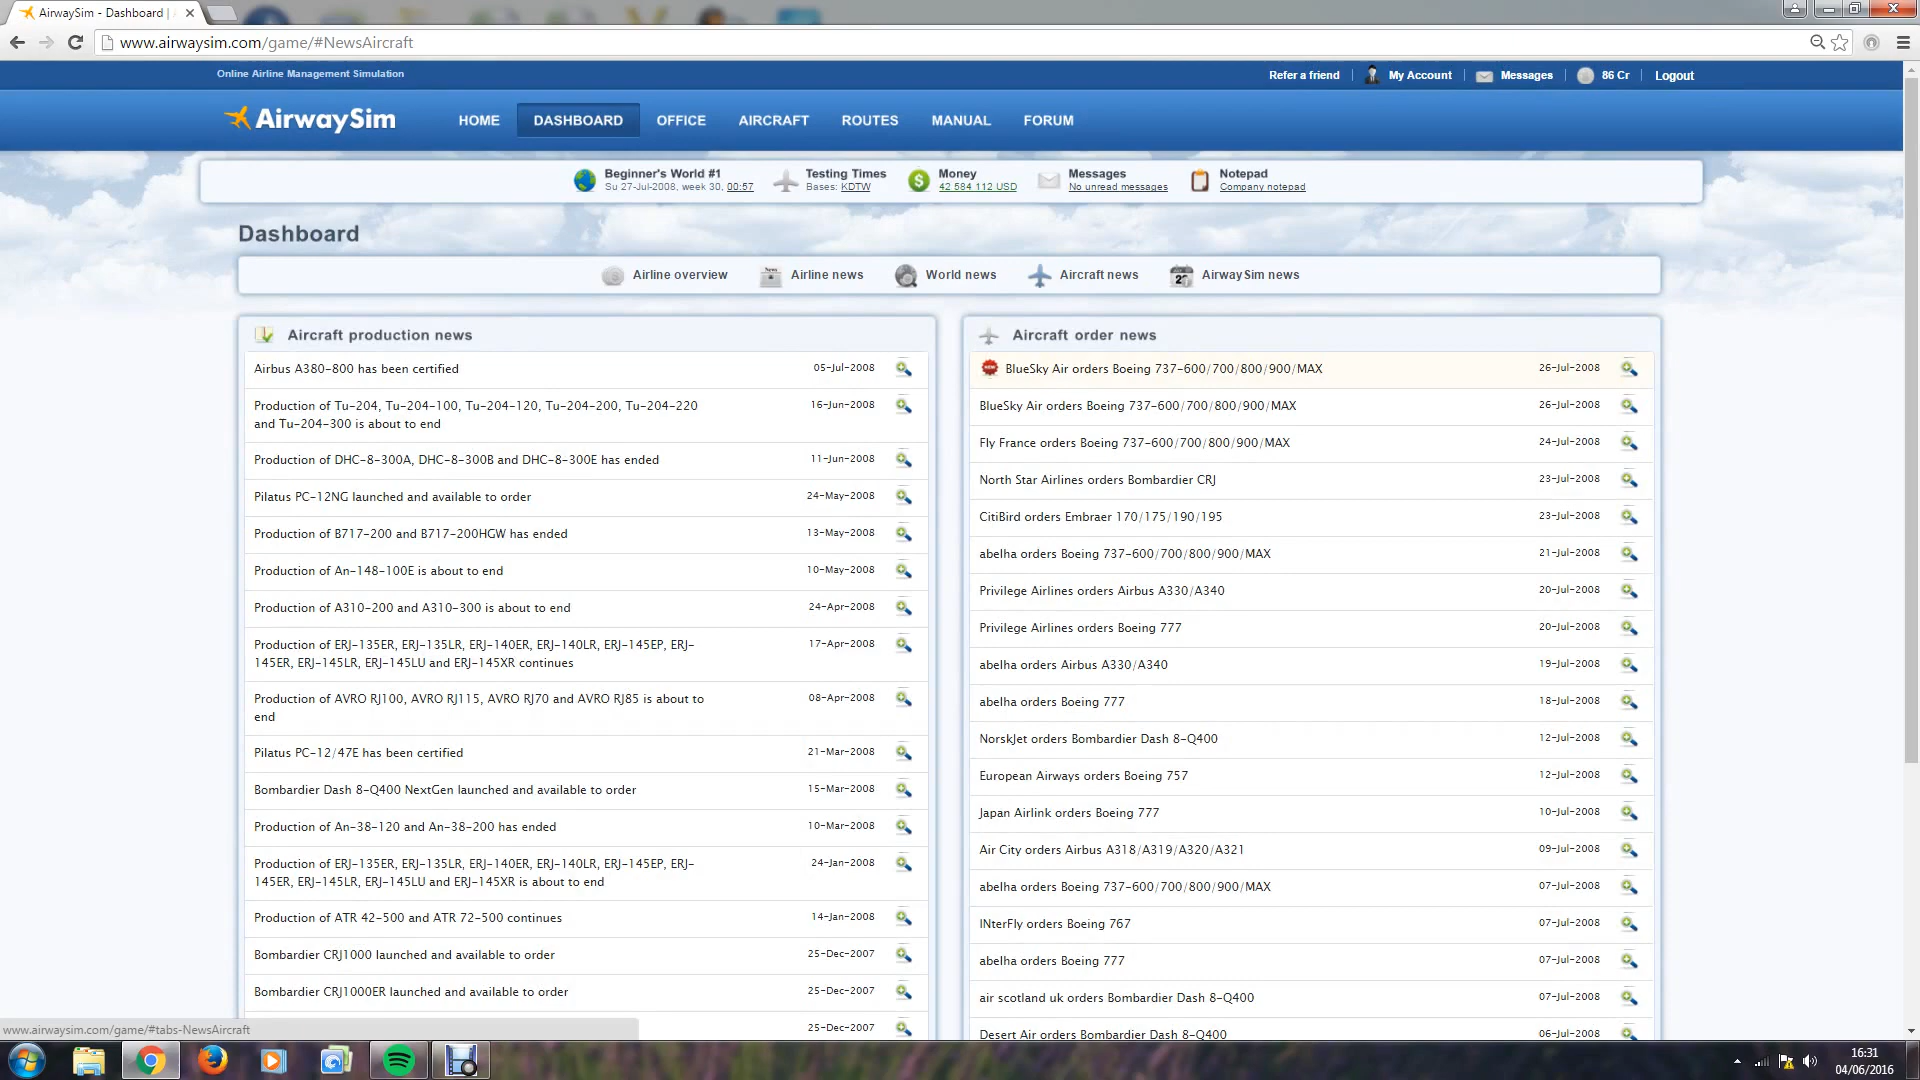 AirwaySim - Dashboard |
www.airwaysim.com/game/#NewsAircraft
Online Airline Management Simulation
Refer a friend
My Account
Messages
86 Cr
Logout
AirwaySim
HOME
DASHBOARD
OFFICE
AIRCRAFT
ROUTES
MANUAL
FORUM
Beginner's World #1
Su 27-Jul-2008, week 30, 00:57
Testing Times
Bases: KDTW
Money
42 584 112 USD
Messages
No unread messages
Notepad
Company notepad
Dashboard
Airline overview
Airline news
World news
Aircraft news
AirwaySim news
Aircraft production news
Airbus A380-800 has been certified 05-Jul-2008
Production of Tu-204, Tu-204-100, Tu-204-120, Tu-204-200, Tu-204-220 16-Jun-2008
and Tu-204-300 is about to end
Production of DHC-8-300A, DHC-8-300B and DHC-8-300E has ended 11-Jun-2008
Pilatus PC-12NG launched and available to order 24-May-2008
Production of B717-200 and B717-200HGW has ended 13-May-2008
Production of An-148-100E is about to end 10-May-2008
Production of A310-200 and A310-300 is about to end 24-Apr-2008
Production of ERJ-135ER, ERJ-135LR, ERJ-140ER, ERJ-140LR, ERJ-145EP, ERJ- 17-Apr-2008
145ER, ERJ-145LR, ERJ-145LU and ERJ-145XR continues
Production of AVRO RJ100, AVRO RJ115, AVRO RJ70 and AVRO RJ85 is about to 08-Apr-2008
end
Pilatus PC-12/47E has been certified 21-Mar-2008
Bombardier Dash 8-Q400 NextGen launched and available to order 15-Mar-2008
Production of An-38-120 and An-38-200 has ended 10-Mar-2008
Production of ERJ-135ER, ERJ-135LR, ERJ-140ER, ERJ-140LR, ERJ-145EP, ERJ- 24-Jan-2008
145ER, ERJ-145LR, ERJ-145LU and ERJ-145XR is about to end
Production of ATR 42-500 and ATR 72-500 continues 14-Jan-2008
Bombardier CRJ1000 launched and available to order 25-Dec-2007
Bombardier CRJ1000ER launched and available to order 25-Dec-2007
25-Dec-2007
Aircraft order news
NEW BlueSky Air orders Boeing 737-600/700/800/900/MAX 26-Jul-2008
BlueSky Air orders Boeing 737-600/700/800/900/MAX 26-Jul-2008
Fly France orders Boeing 737-600/700/800/900/MAX 24-Jul-2008
North Star Airlines orders Bombardier CRJ 23-Jul-2008
CitiBird orders Embraer 170/175/190/195 23-Jul-2008
abelha orders Boeing 737-600/700/800/900/MAX 21-Jul-2008
Privilege Airlines orders Airbus A330/A340 20-Jul-2008
Privilege Airlines orders Boeing 777 20-Jul-2008
abelha orders Airbus A330/A340 19-Jul-2008
abelha orders Boeing 777 18-Jul-2008
NorskJet orders Bombardier Dash 8-Q400 12-Jul-2008
European Airways orders Boeing 757 12-Jul-2008
Japan Airlink orders Boeing 777 10-Jul-2008
Air City orders Airbus A318/A319/A320/A321 09-Jul-2008
abelha orders Boeing 737-600/700/800/900/MAX 07-Jul-2008
INterFly orders Boeing 767 07-Jul-2008
abelha orders Boeing 777 07-Jul-2008
air scotland uk orders Bombardier Dash 8-Q400 07-Jul-2008
Desert Air orders Bombardier Dash 8-Q400 06-Jul-2008
www.airwaysim.com/game/#tabs-NewsAircraft
16:31
04/06/2016